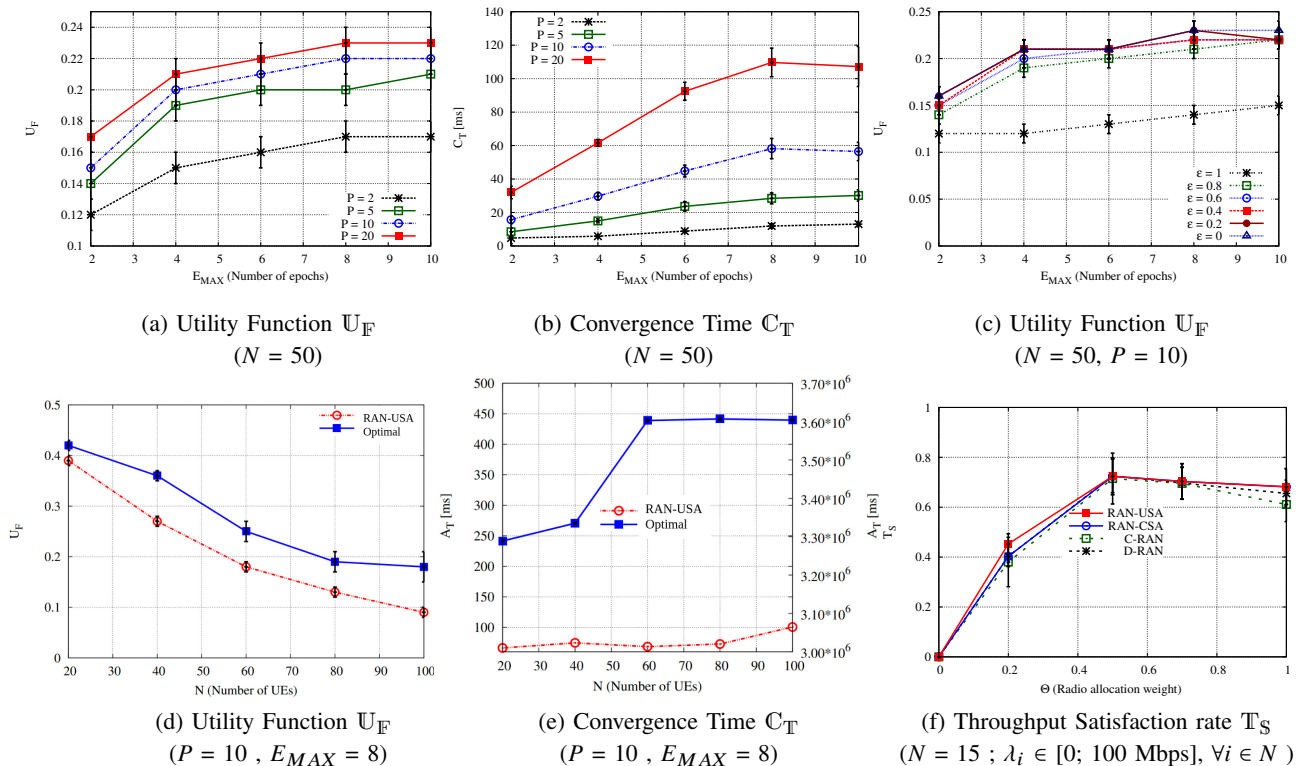 0.24
0.22
0.2
0.18
0.16
0.14
0.12
0.1
U_F
2 3 4 5 6 7 8 9 10
E_MAX (Number of epochs)
P = 2
P = 5
P = 10
P = 20
(a) Utility Function 𝕌_𝔽
(N = 50)
140
120
100
80
60
40
20
0
C_T [ms]
2 3 4 5 6 7 8 9 10
E_MAX (Number of epochs)
P = 2
P = 5
P = 10
P = 20
(b) Convergence Time ℂ_𝕋
(N = 50)
0.25
0.2
0.15
0.1
0.05
0
U_F
2 3 4 5 6 7 8 9 10
E_MAX (Number of epochs)
ε = 1
ε = 0.8
ε = 0.6
ε = 0.4
ε = 0.2
ε = 0
(c) Utility Function 𝕌_𝔽
(N = 50, P = 10)
0.5
0.4
0.3
0.2
0.1
0
U_F
20 30 40 50 60 70 80 90 100
N (Number of UEs)
RAN-USA
Optimal
(d) Utility Function 𝕌_𝔽
(P = 10 , E_MAX = 8)
500
450
400
350
300
250
200
150
100
A_T [ms]
3.70*10^6
3.60*10^6
3.50*10^6
3.40*10^6
3.30*10^6
3.20*10^6
3.10*10^6
3.00*10^6
A_T [ms]
20 30 40 50 60 70 80 90 100
N (Number of UEs)
RAN-USA
Optimal
(e) Convergence Time ℂ_𝕋
(P = 10 , E_MAX = 8)
1
0.8
0.6
0.4
0.2
0
T_S
0 0.2 0.4 0.6 0.8 1
Θ (Radio allocation weight)
RAN-USA
RAN-CSA
C-RAN
D-RAN
(f) Throughput Satisfaction rate 𝕋_𝕊
(N = 15 ; λ_i ∈ [0; 100 Mbps], ∀i ∈ N )